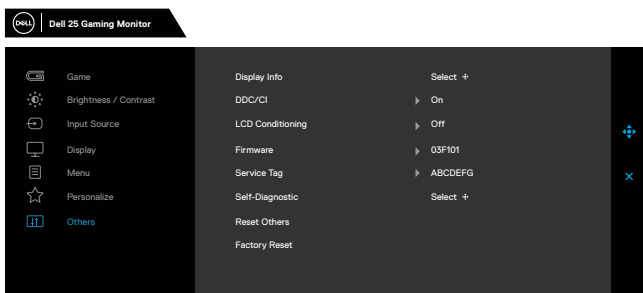 DELL Dell 25 Gaming Monitor
Game
Brightness / Contrast
Input Source
Display
Menu
Personalize
Others
Display Info Select
DDC/CI On
LCD Conditioning Off
Firmware 03F101
Service Tag ABCDEFG
Self-Diagnostic Select
Reset Others
Factory Reset